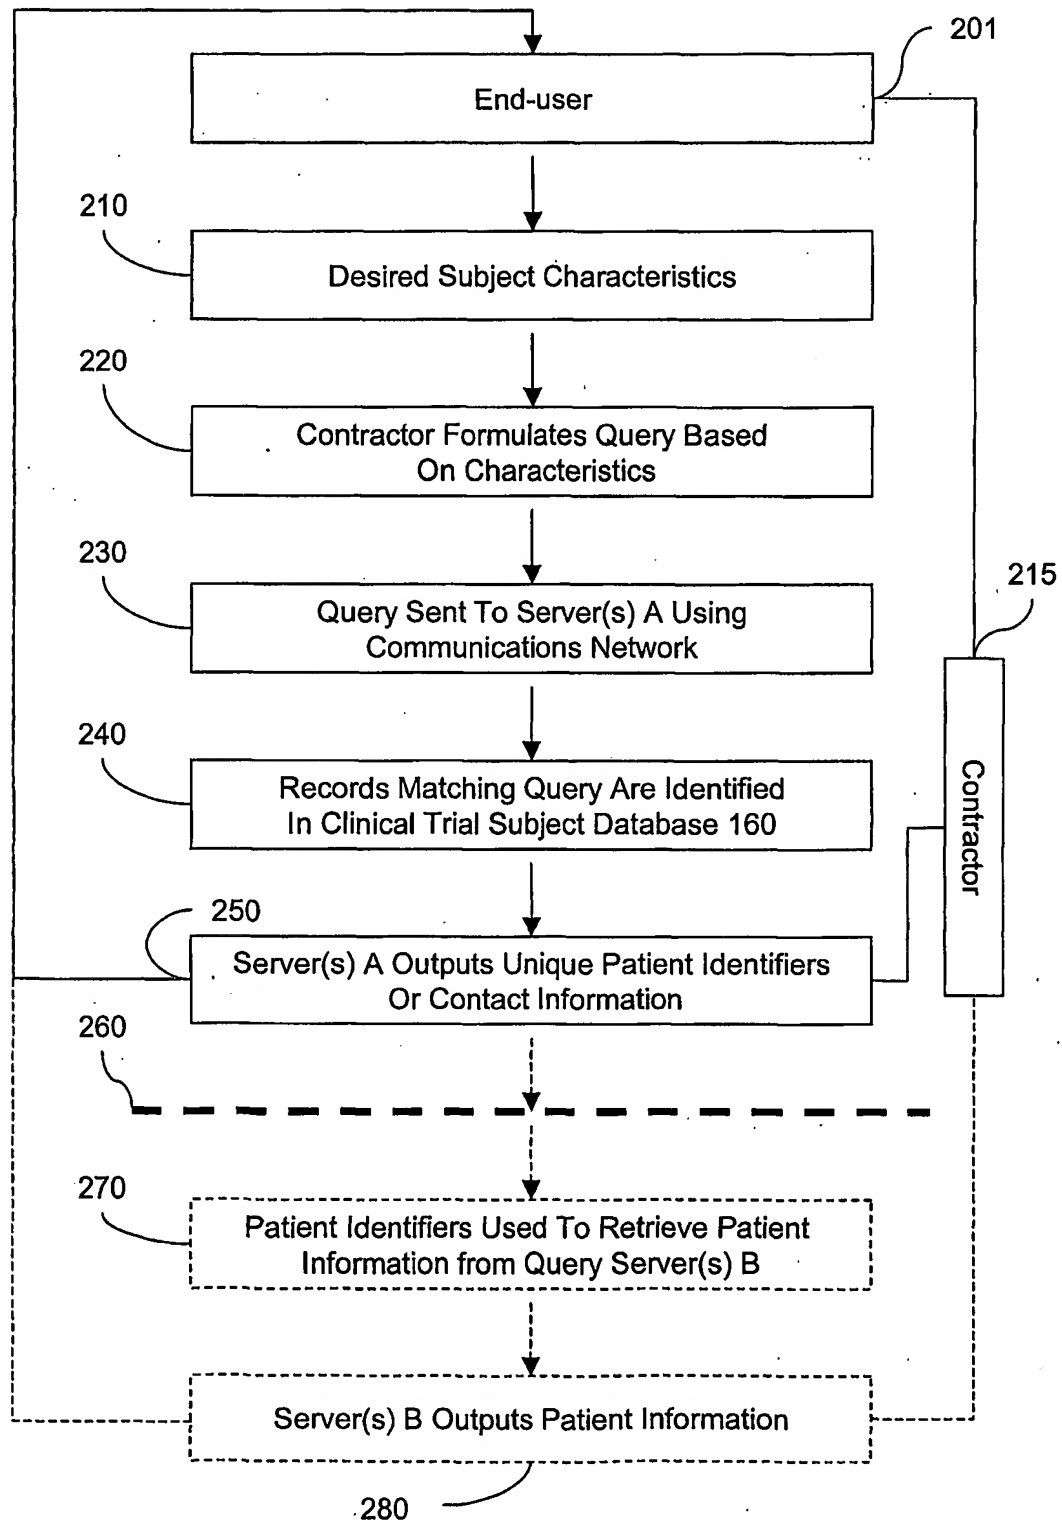 201
End-user
210
Desired Subject Characteristics
220
Contractor Formulates Query Based
On Characteristics
230
Query Sent To Server(s) A Using
Communications Network
215
Contractor
240
Records Matching Query Are Identified
In Clinical Trial Subject Database 160
250
Server(s) A Outputs Unique Patient Identifiers
Or Contact Information
260
270
Patient Identifiers Used To Retrieve Patient
Information from Query Server(s) B
Server(s) B Outputs Patient Information
280